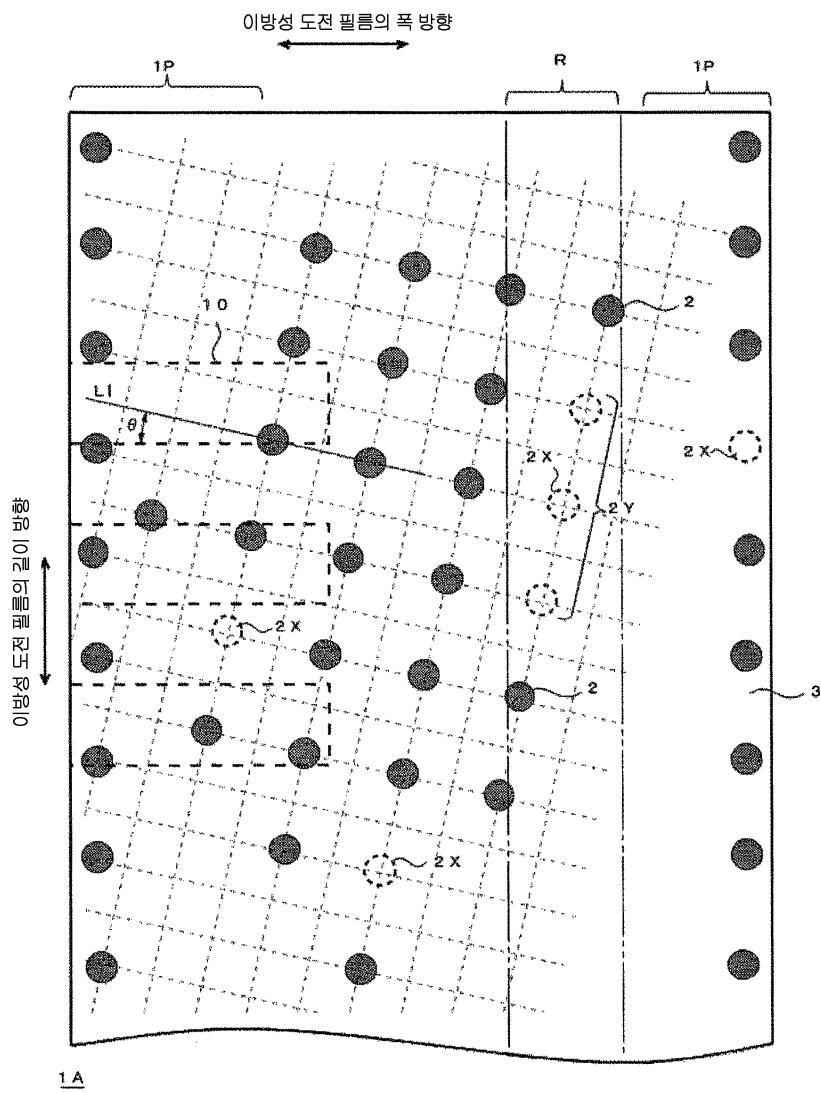 이방성 도전 필름의 폭 방향
1P
R
1P
10
2
L1
θ
2X
2X
2Y
이방성 도전 필름의 길이 방향
2X
2
3
2X
1A